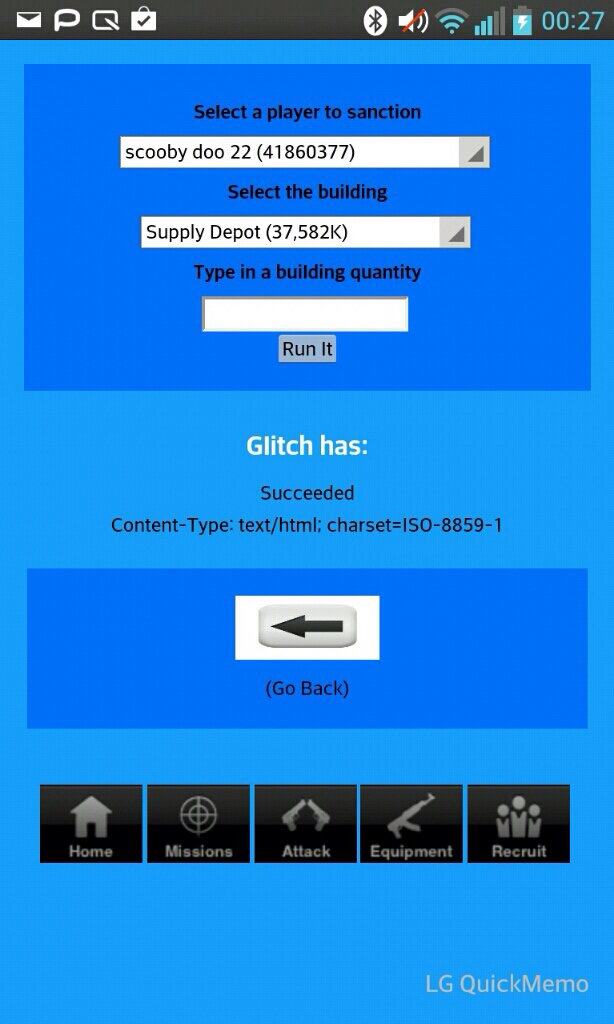 00:27
Select a player to sanction
scooby doo 22 (41860377)
Select the building
Supply Depot (37,582K)
Type in a building quantity
Run It
Glitch has:
Succeeded
Content-Type: text/html; charset=ISO-8859-1
(Go Back)
Home Missions Attack Equipment Recruit
LG QuickMemo